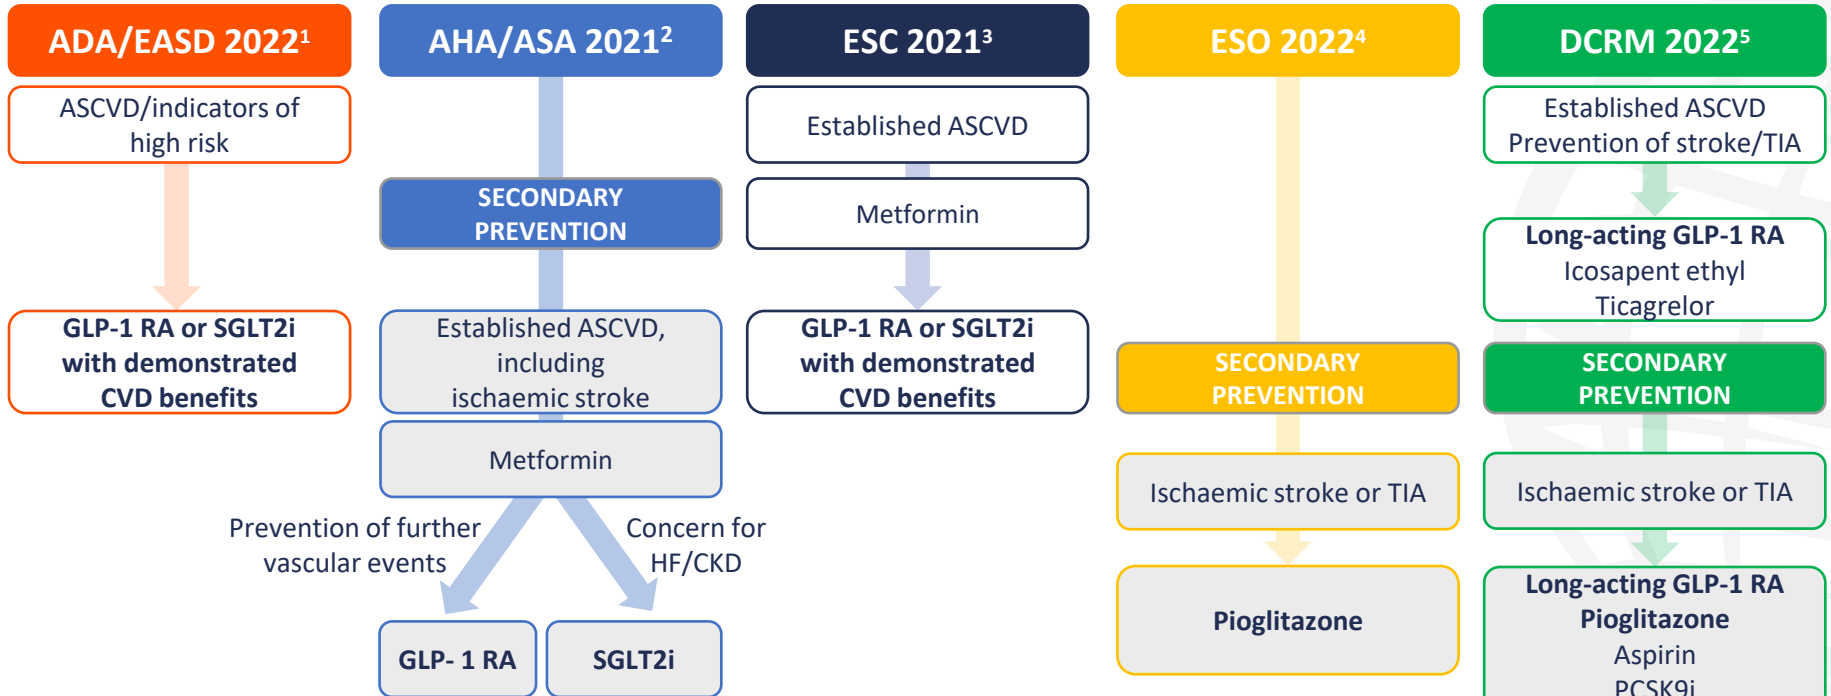 ADA/EASD 2022¹
ASCVD/indicators of
high risk
GLP-1 RA or SGLT2i
with demonstrated
CVD benefits
AHA/ASA 2021²
SECONDARY
PREVENTION
Established ASCVD,
including
ischaemic stroke
Metformin
Prevention of further
vascular events
Concern for
HF/CKD
GLP- 1 RA
SGLT2i
ESC 2021³
Established ASCVD
Metformin
GLP-1 RA or SGLT2i
with demonstrated
CVD benefits
ESO 2022⁴
SECONDARY
PREVENTION
Ischaemic stroke or TIA
Pioglitazone
DCRM 2022⁵
Established ASCVD
Prevention of stroke/TIA
Long-acting GLP-1 RA
Icosapent ethyl
Ticagrelor
SECONDARY
PREVENTION
Ischaemic stroke or TIA
Long-acting GLP-1 RA
Pioglitazone
Aspirin
PCSK9i